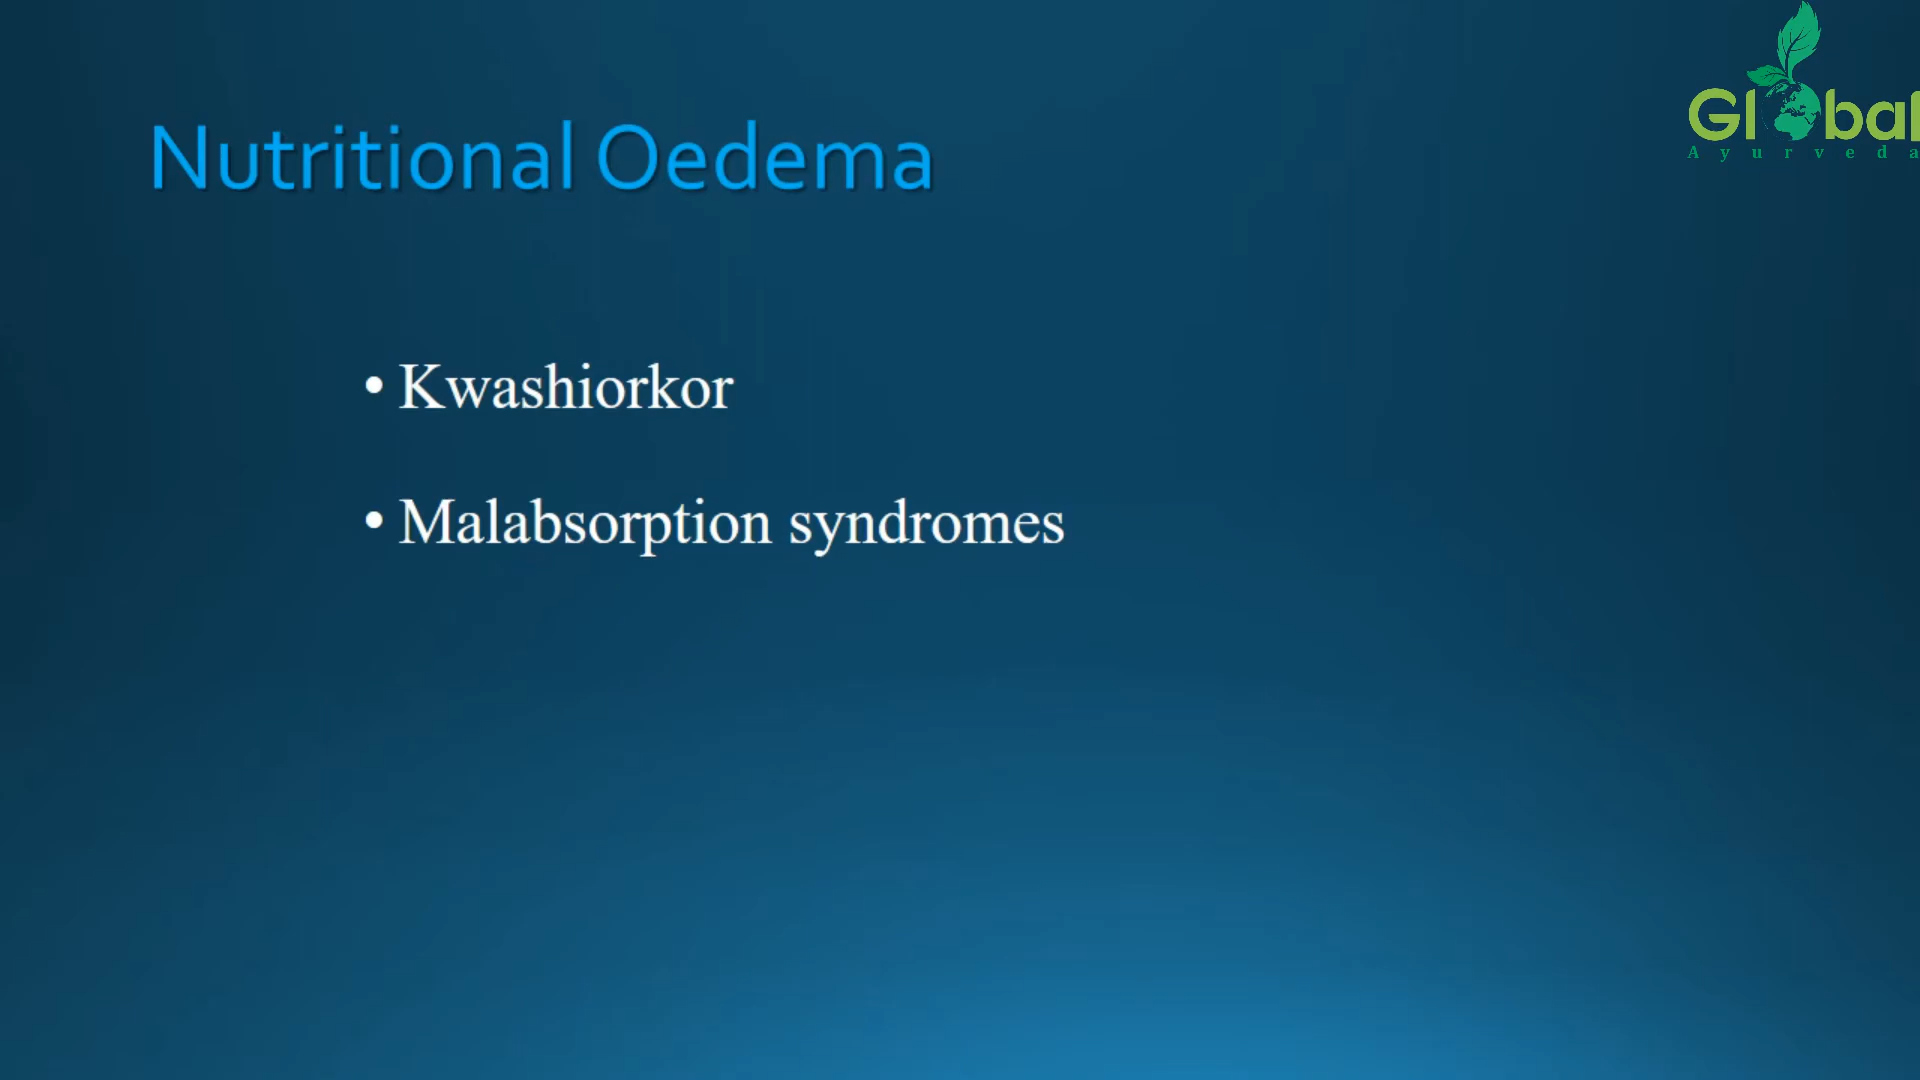 Global
Ayurveda
Nutritional Oedema
• Kwashiorkor
• Malabsorption syndromes